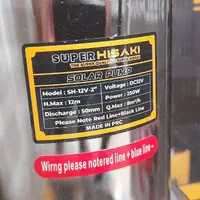 SUPER HISAKI
SOLAR PUMP
Model : SH-12V-2" Voltage : DC12V
H.Max : 12m Power : 250W
Discharge : 50mm Q.Max : 8m³/h
Please Note Red Line+Black Line
MADE IN PRC
Wirng please notered line + blue line -